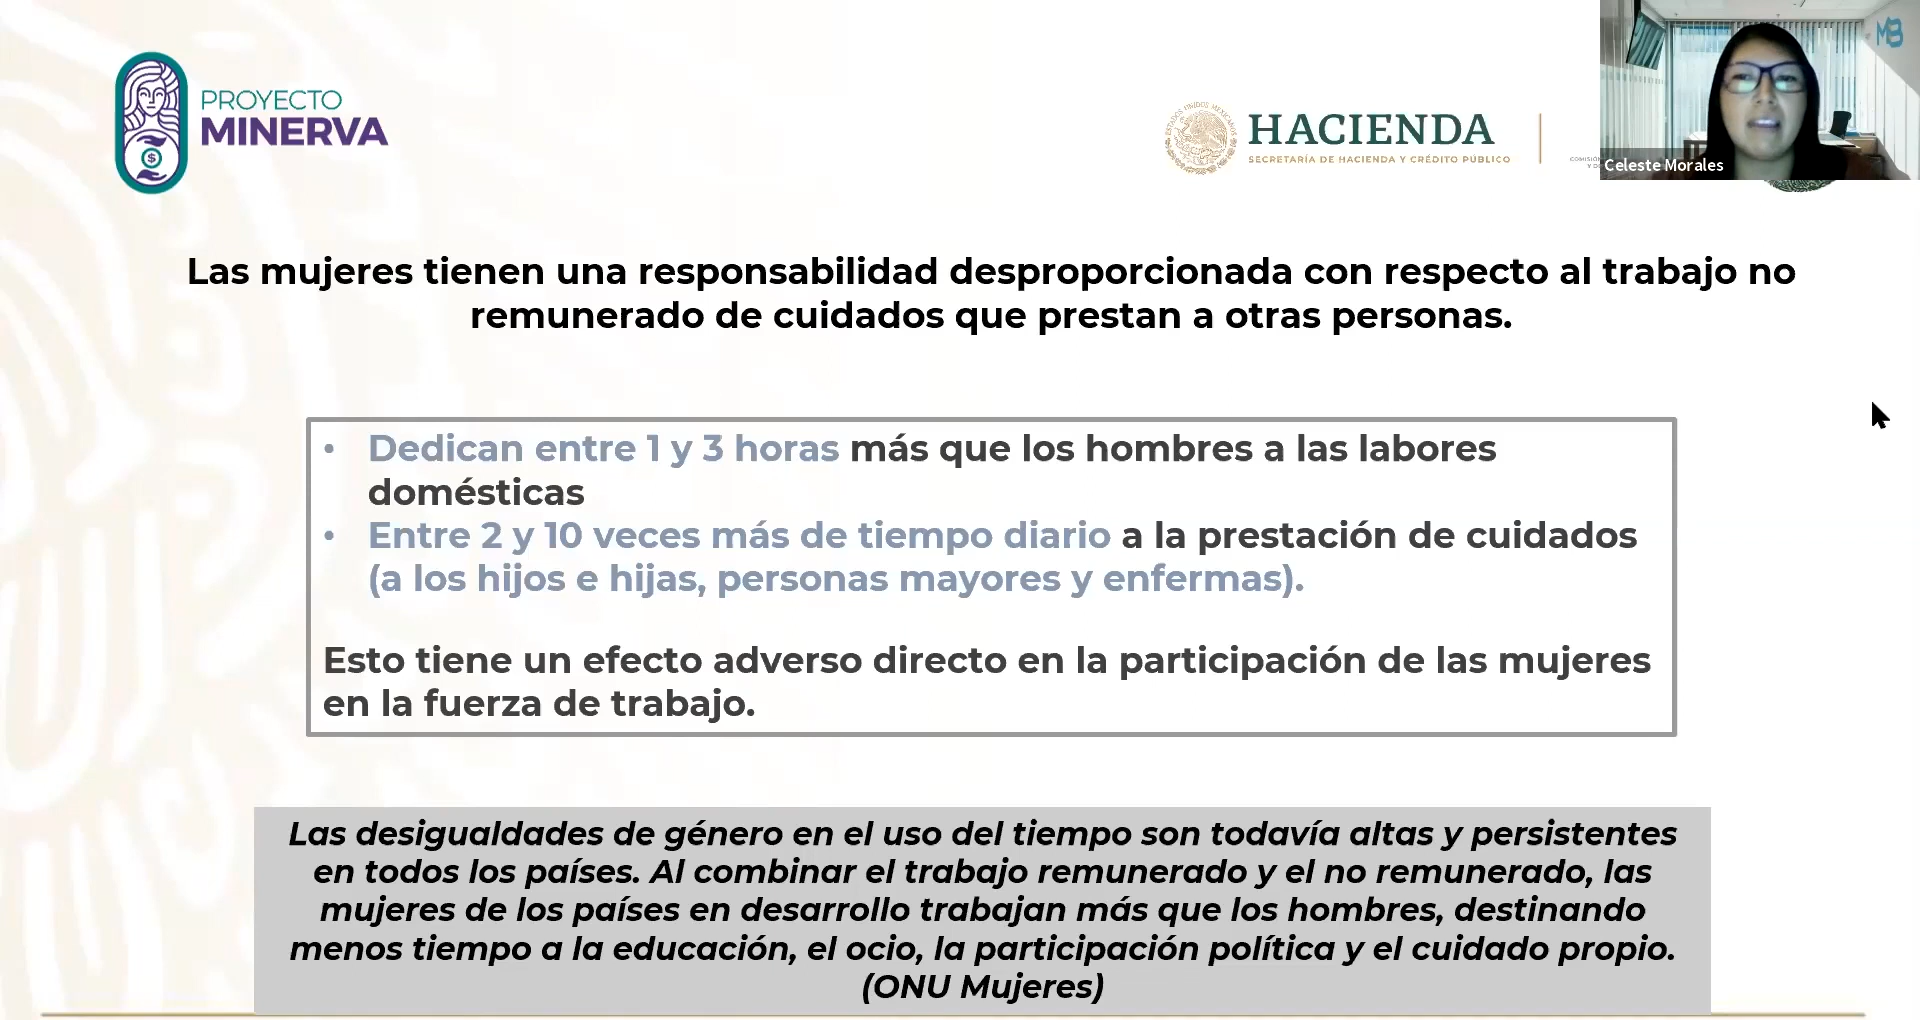 PROYECTO
MINERVA
HACIENDA
SECRETARÍA DE HACIENDA Y CRÉDITO PÚBLICO
Celeste Morales
Las mujeres tienen una responsabilidad desproporcionada con respecto al trabajo no
remunerado de cuidados que prestan a otras personas.
• Dedican entre 1 y 3 horas más que los hombres a las labores
domésticas
• Entre 2 y 10 veces más de tiempo diario a la prestación de cuidados
(a los hijos e hijas, personas mayores y enfermas).
Esto tiene un efecto adverso directo en la participación de las mujeres
en la fuerza de trabajo.
Las desigualdades de género en el uso del tiempo son todavía altas y persistentes
en todos los países. Al combinar el trabajo remunerado y el no remunerado, las
mujeres de los países en desarrollo trabajan más que los hombres, destinando
menos tiempo a la educación, el ocio, la participación política y el cuidado propio.
(ONU Mujeres)